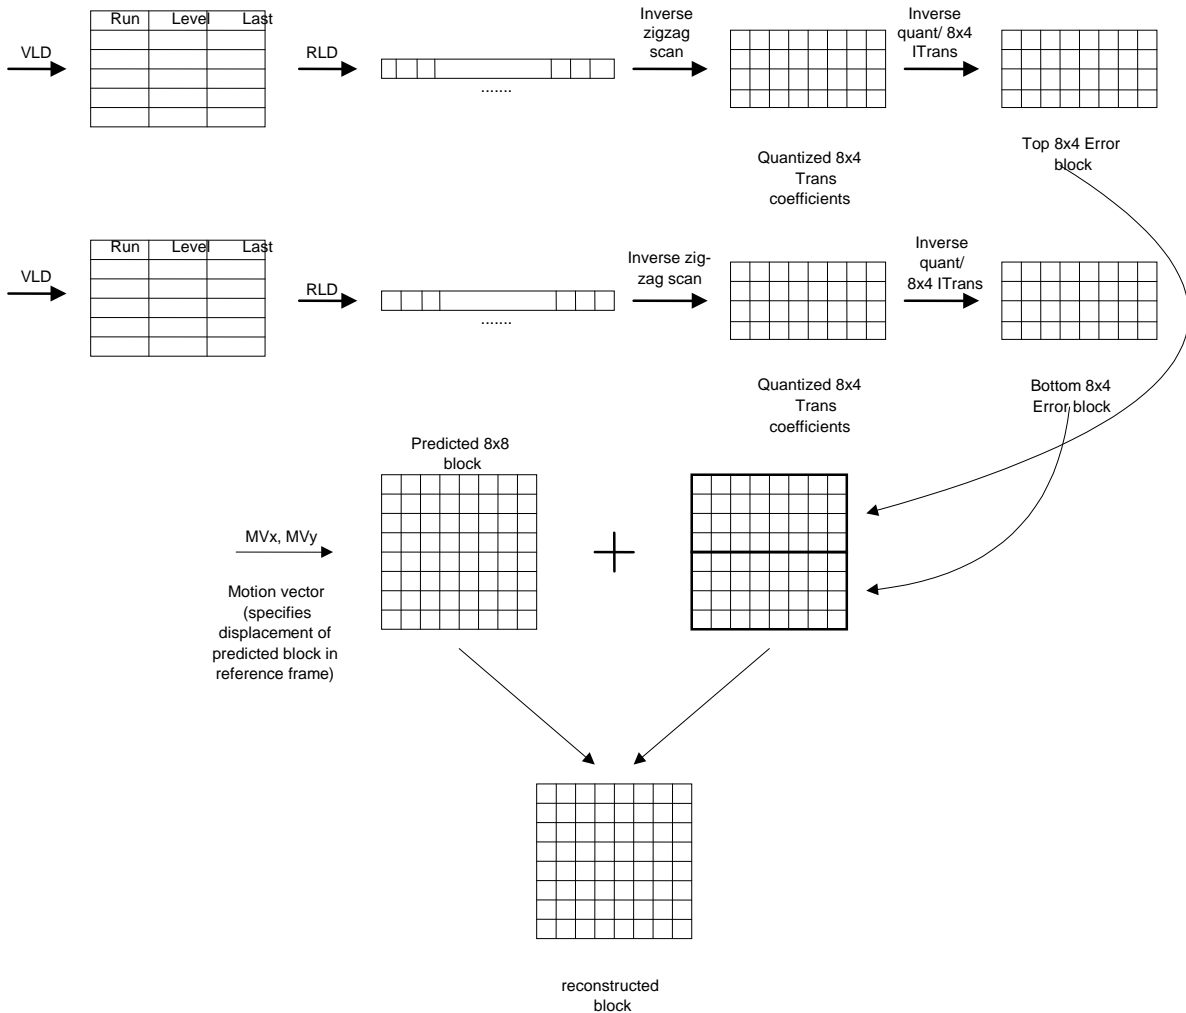 Run Level Last
VLD
RLD
.......
Inverse
zigzag
scan
Inverse
quant/ 8x4
ITrans
Quantized 8x4
Trans
coefficients
Top 8x4 Error
block
Run Level Last
VLD
RLD
.......
Inverse zig-
zag scan
Inverse
quant/
8x4 ITrans
Quantized 8x4
Trans
coefficients
Bottom 8x4
Error block
Predicted 8x8
block
MVx, MVy
Motion vector
(specifies
displacement of
predicted block in
reference frame)
reconstructed
block